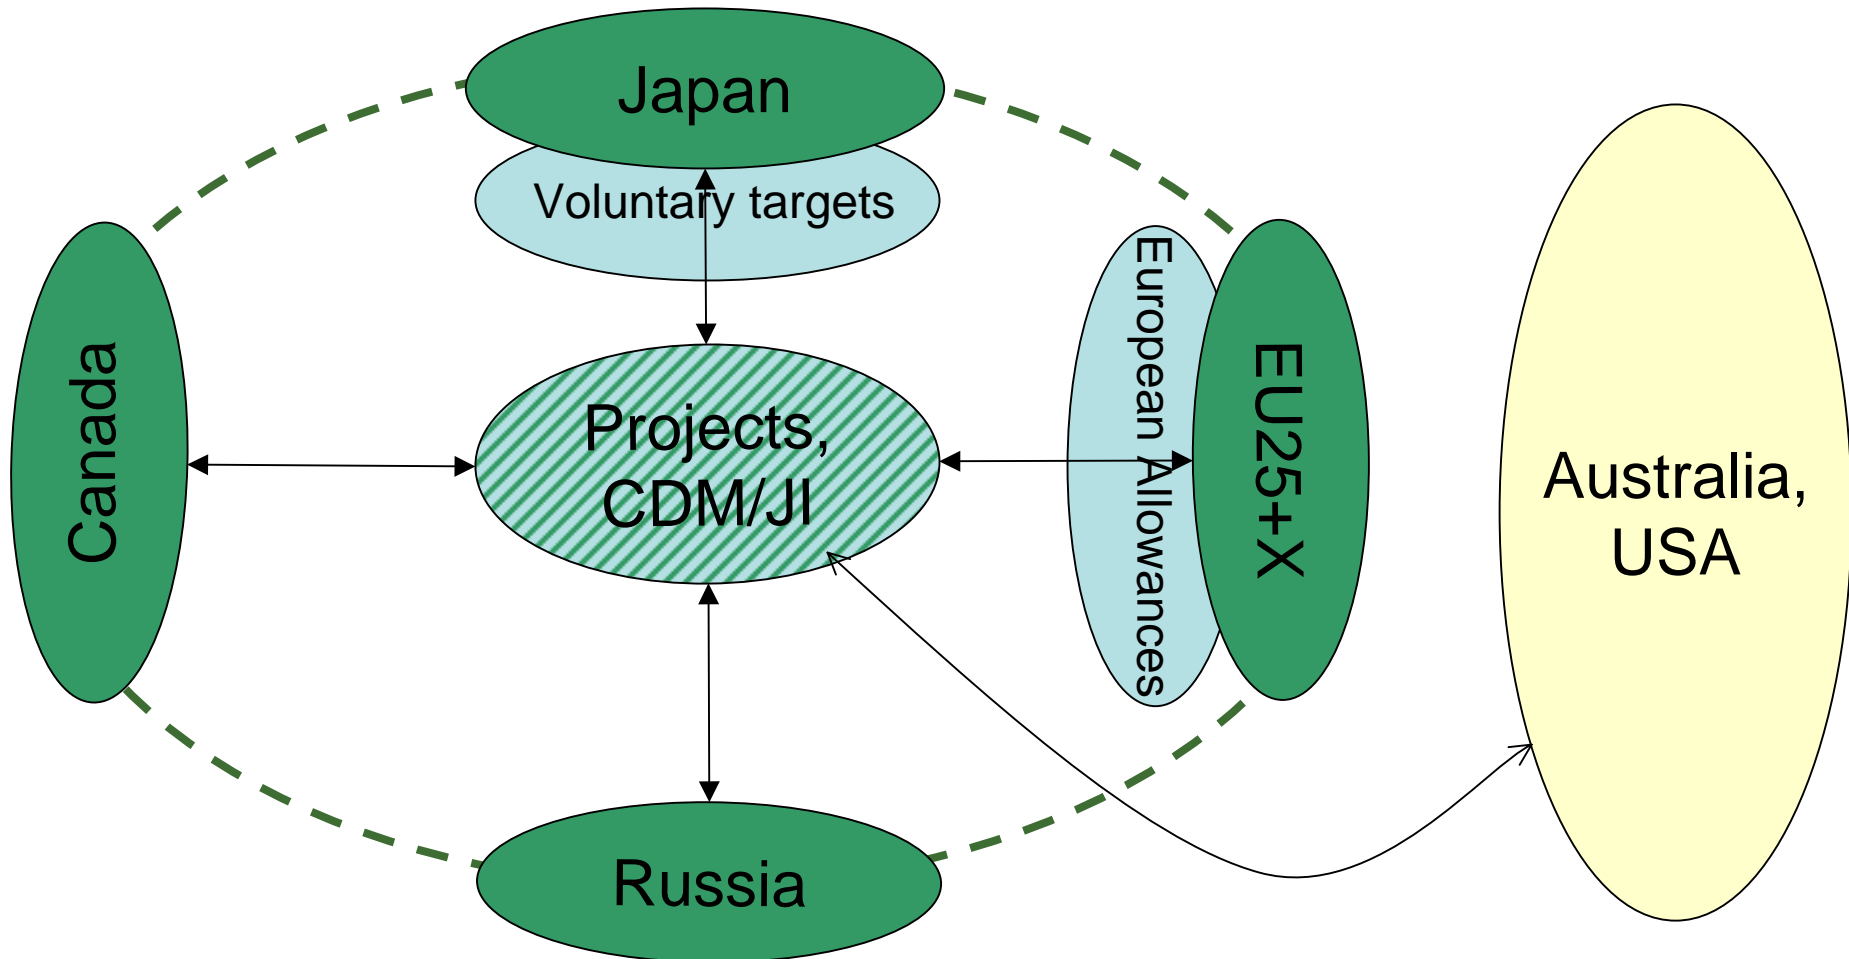 Japan
Voluntary targets
Canada
Projects,
CDM/JI
European Allowances
EU25+X
Australia,
USA
Russia